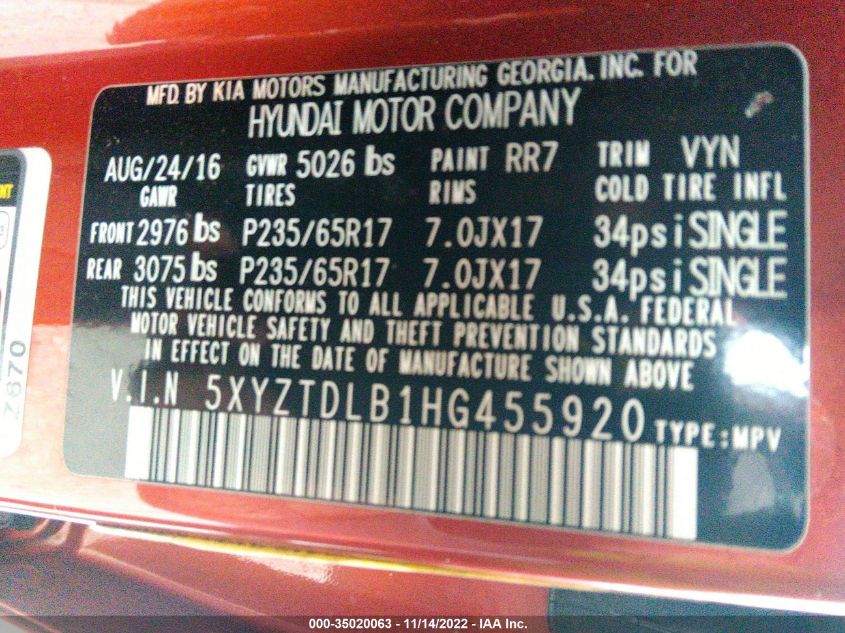 MFD. BY KIA MOTORS MANUFACTURING GEORGIA. INC. FOR
HYUNDAI MOTOR COMPANY
AUG/24/16 GVWR 5026 lbs PAINT RR7 TRIM VYN
GAWR TIRES RIMS COLD TIRE INFL
FRONT 2976 lbs P235/65R17 7.0JX17 34psi SINGLE
REAR 3075 lbs P235/65R17 7.0JX17 34psi SINGLE
THIS VEHICLE CONFORMS TO ALL APPLICABLE U.S.A. FEDERAL
MOTOR VEHICLE SAFETY AND THEFT PREVENTION STANDARDS
IN EFFECT ON THE DATE OF MANUFACTURE SHOWN ABOVE
V.I.N 5XYZTDLB1HG455920 TYPE:MPV
000-35020063 - 11/14/2022 - IAA Inc.